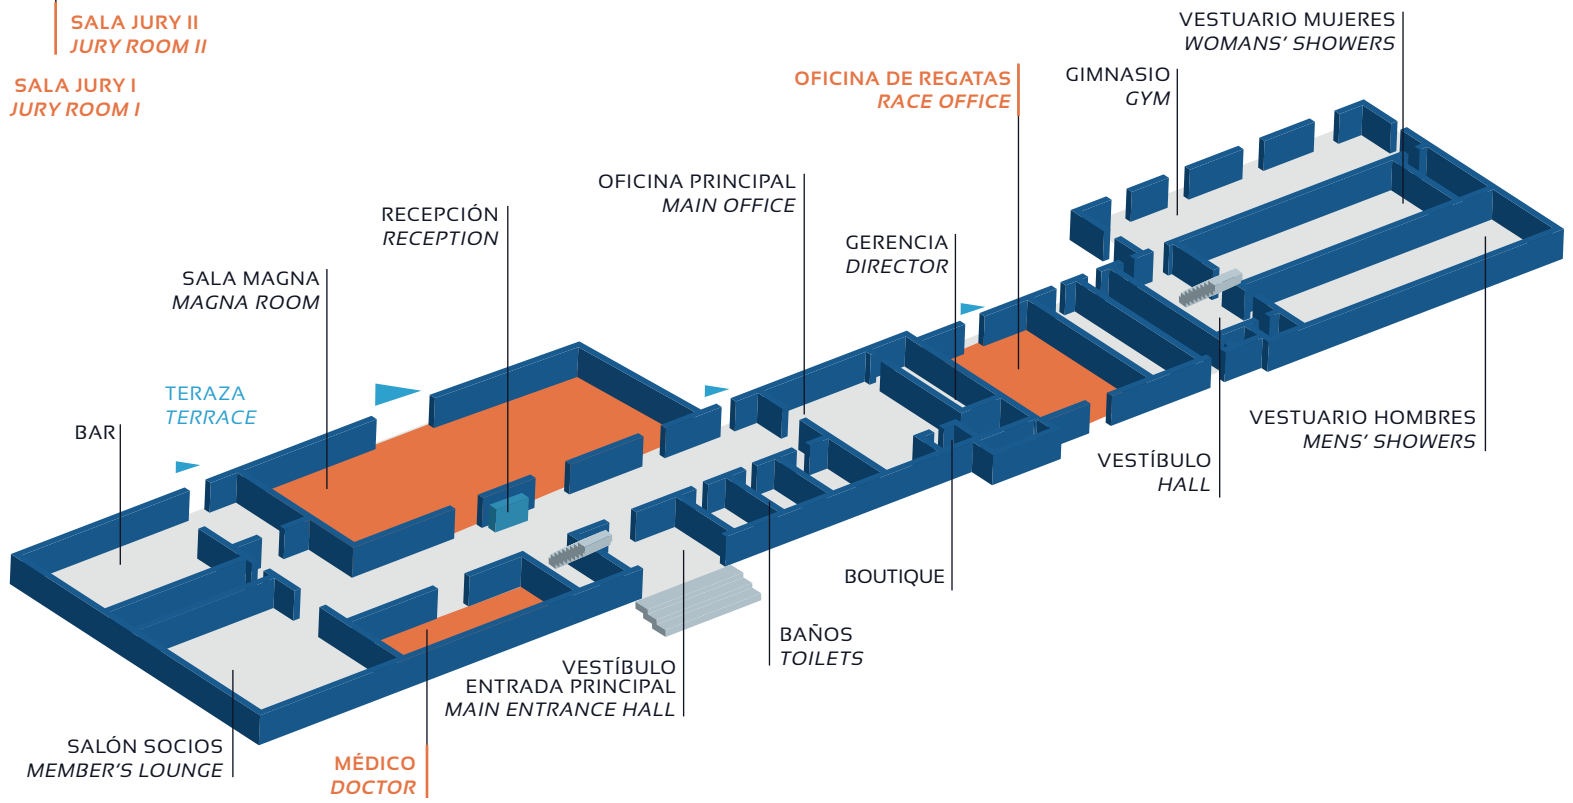 SALA JURY II
JURY ROOM II
SALA JURY I
JURY ROOM I
VESTUARIO MUJERES
WOMANS' SHOWERS
GIMNASIO
GYM
OFICINA DE REGATAS
RACE OFFICE
OFICINA PRINCIPAL
MAIN OFFICE
RECEPCIÓN
RECEPTION
GERENCIA
DIRECTOR
SALA MAGNA
MAGNA ROOM
TERAZA
TERRACE
BAR
VESTUARIO HOMBRES
MENS' SHOWERS
VESTÍBULO
HALL
BOUTIQUE
BAÑOS
TOILETS
VESTÍBULO
ENTRADA PRINCIPAL
MAIN ENTRANCE HALL
SALÓN SOCIOS
MEMBER'S LOUNGE
MÉDICO
DOCTOR